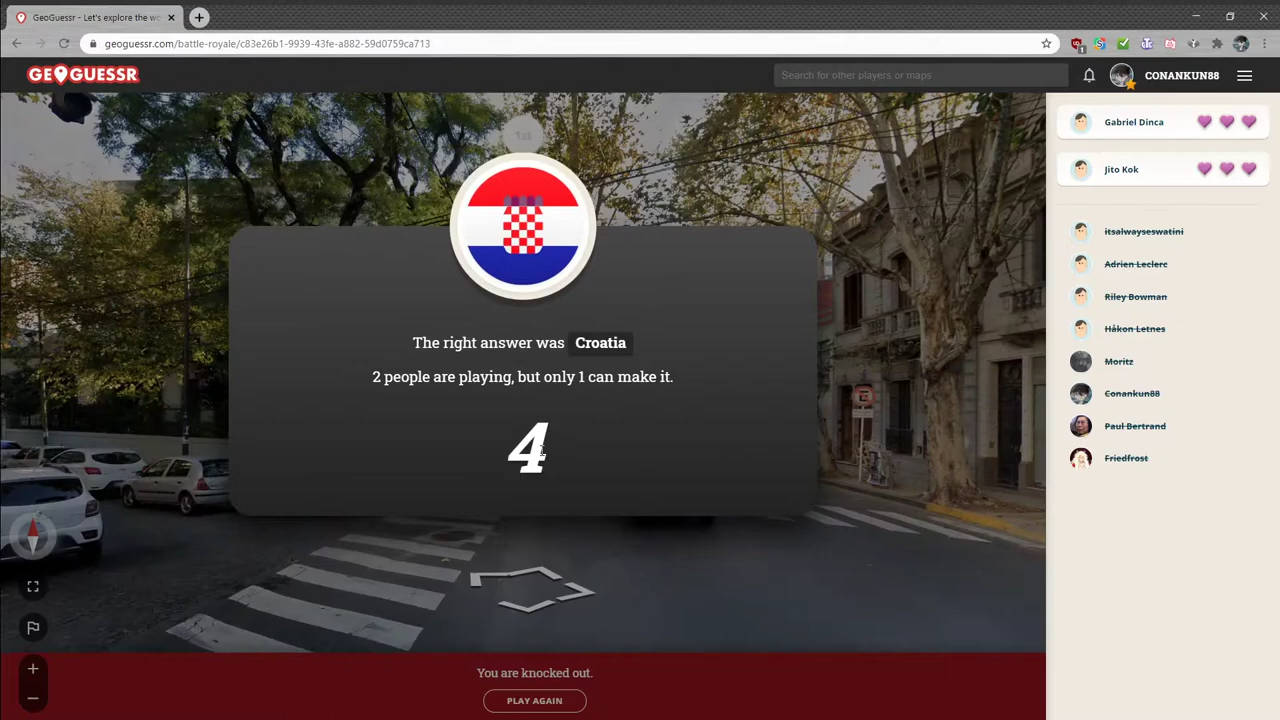 GeoGuessr - Let's explore the wo
geoguessr.com/battle-royale/c83e26b1-9939-43fe-a882-59d0759ca713
GEOGUESSR
Search for other players or maps
CONANKUN88
1st
Gabriel Dinca
Jito Kok
itsalwayseswatini
Adrien Leclerc
Riley Bowman
Håkon Letnes
Moritz
Conankun88
Paul Bertrand
Friedfrost
The right answer was Croatia
2 people are playing, but only 1 can make it.
4
You are knocked out.
PLAY AGAIN